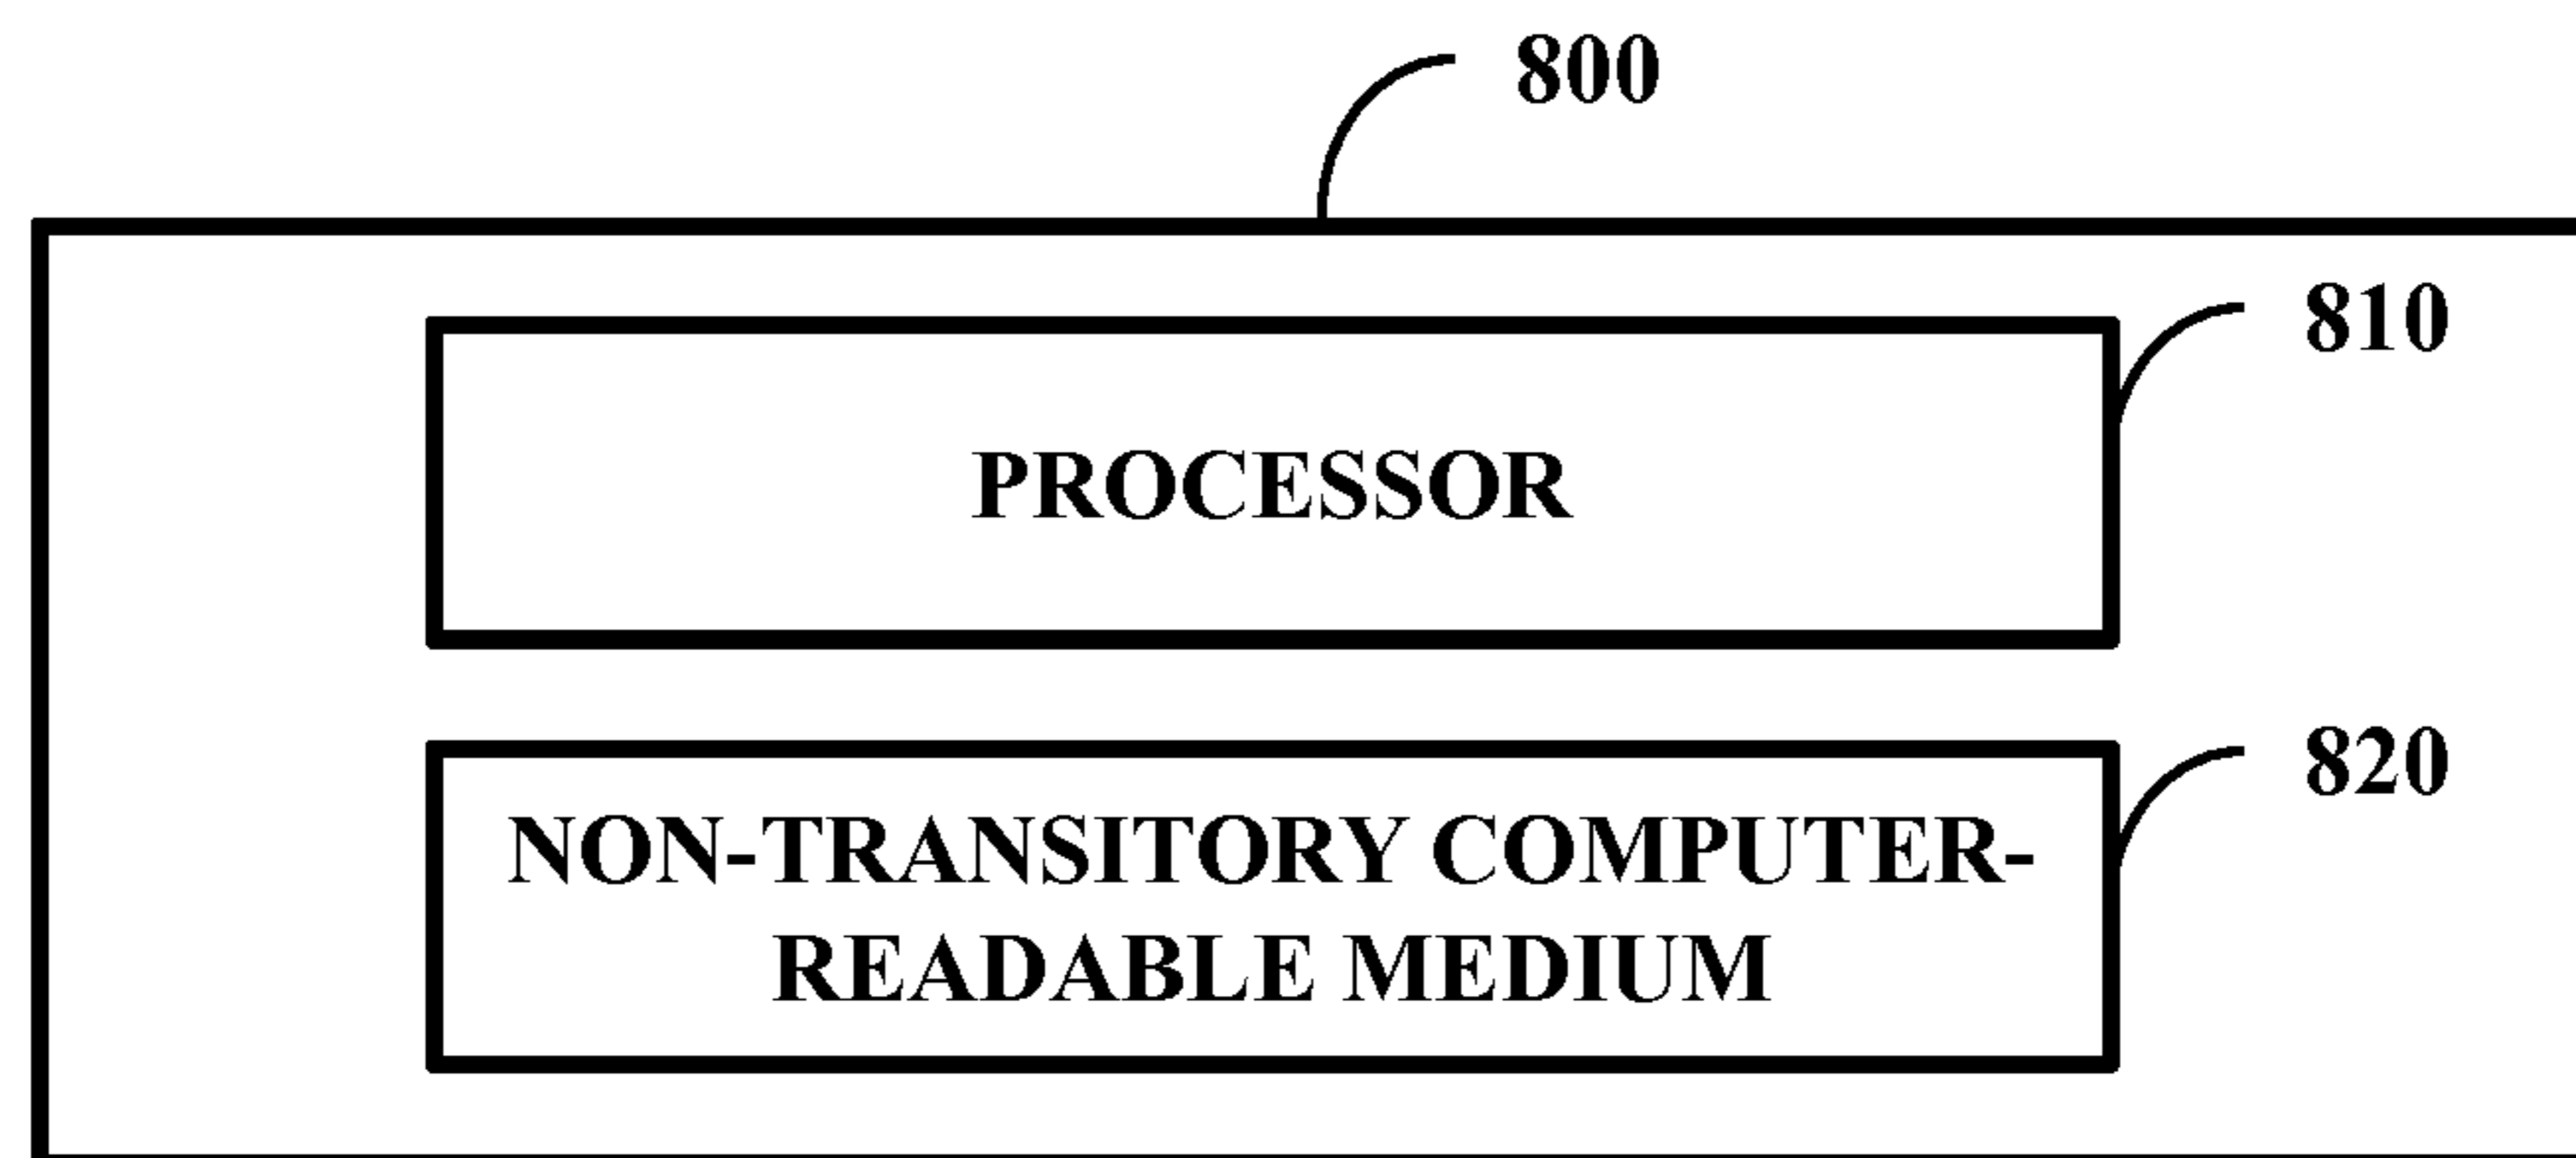 800
810
PROCESSOR
820
NON-TRANSITORY COMPUTER-
READABLE MEDIUM